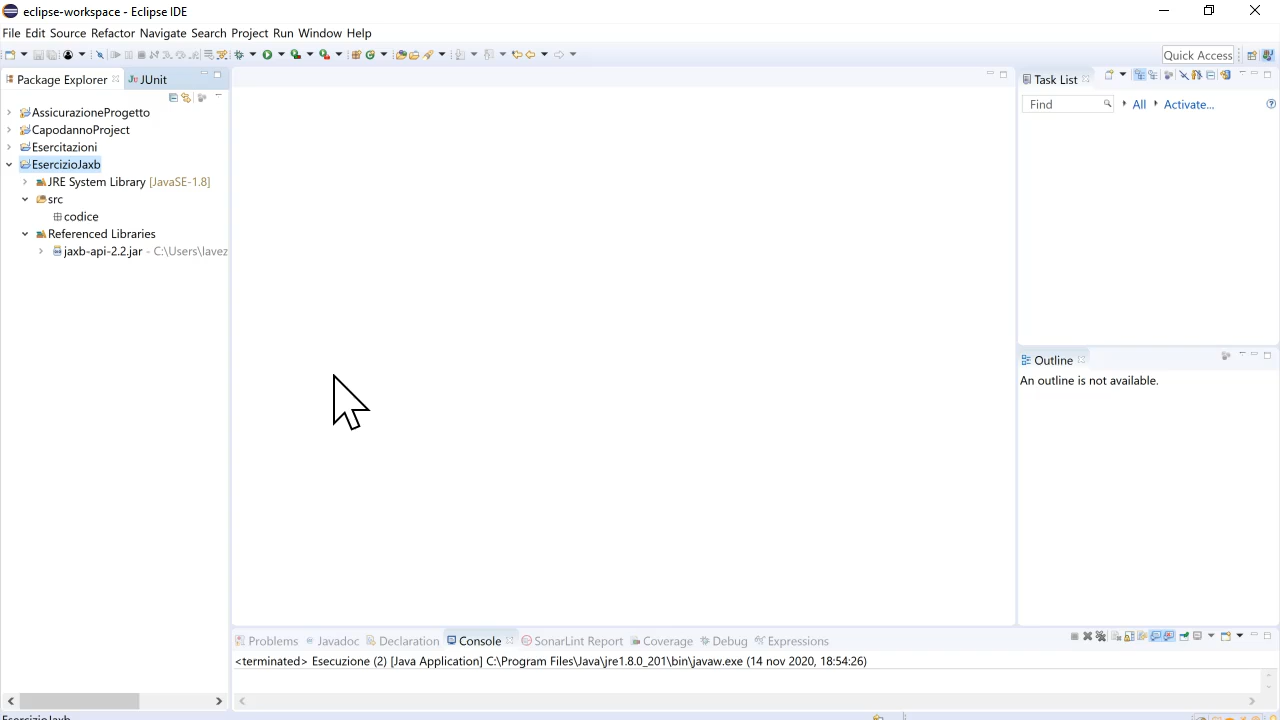 eclipse-workspace - Eclipse IDE
File Edit Source Refactor Navigate Search Project Run Window Help
Quick Access
Package Explorer JUnit
Task List
AssicurazioneProgetto
CapodannoProject
Esercitazioni
EsercizioJaxb
JRE System Library [JavaSE-1.8]
src
codice
Referenced Libraries
jaxb-api-2.2.jar - C:\Users\lavez
Find All Activate...
Outline
An outline is not available.
Problems Javadoc Declaration Console SonarLint Report Coverage Debug Expressions
<terminated> Esecuzione (2) [Java Application] C:\Program Files\Java\jre1.8.0_201\bin\javaw.exe (14 nov 2020, 18:54:26)
EsercizioJaxb